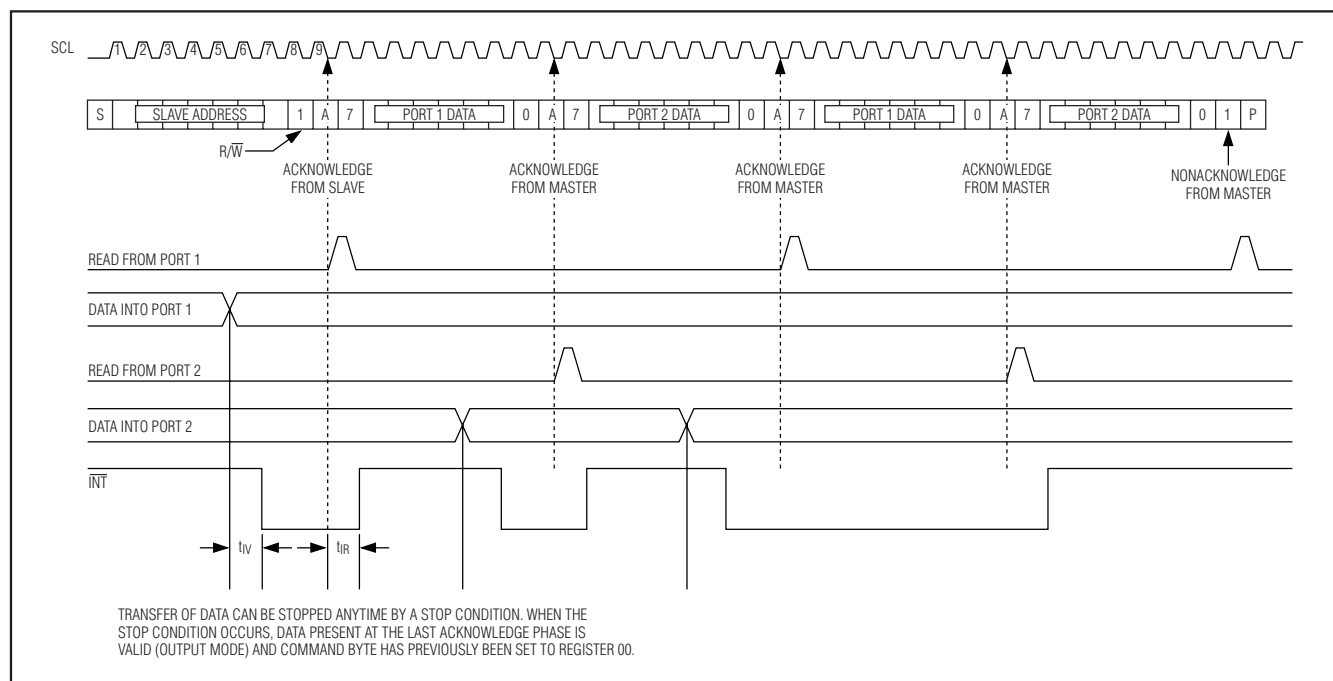 SCL 1 2 3 4 5 6 7 8 9
S SLAVE ADDRESS 1 A 7 PORT 1 DATA 0 A 7 PORT 2 DATA 0 A 7 PORT 1 DATA 0 A 7 PORT 2 DATA 0 1 P
R/W̅
ACKNOWLEDGE
FROM SLAVE
ACKNOWLEDGE
FROM MASTER
ACKNOWLEDGE
FROM MASTER
ACKNOWLEDGE
FROM MASTER
NONACKNOWLEDGE
FROM MASTER
READ FROM PORT 1
DATA INTO PORT 1
READ FROM PORT 2
DATA INTO PORT 2
I̅N̅T̅
tIV tIR
TRANSFER OF DATA CAN BE STOPPED ANYTIME BY A STOP CONDITION. WHEN THE
STOP CONDITION OCCURS, DATA PRESENT AT THE LAST ACKNOWLEDGE PHASE IS
VALID (OUTPUT MODE) AND COMMAND BYTE HAS PREVIOUSLY BEEN SET TO REGISTER 00.